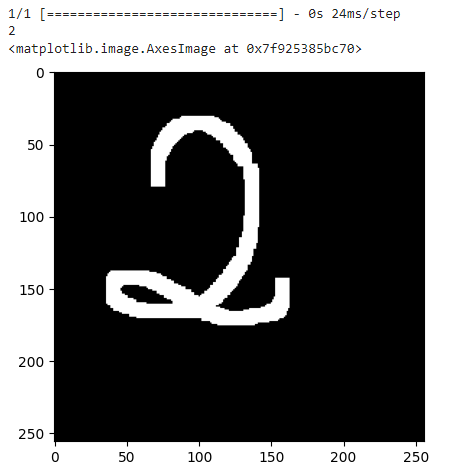 1/1 [==============================] - 0s 24ms/step
2
<matplotlib.image.AxesImage at 0x7f925385bc70>
0
50
2
100
150
200
250
0 50 100 150 200 250